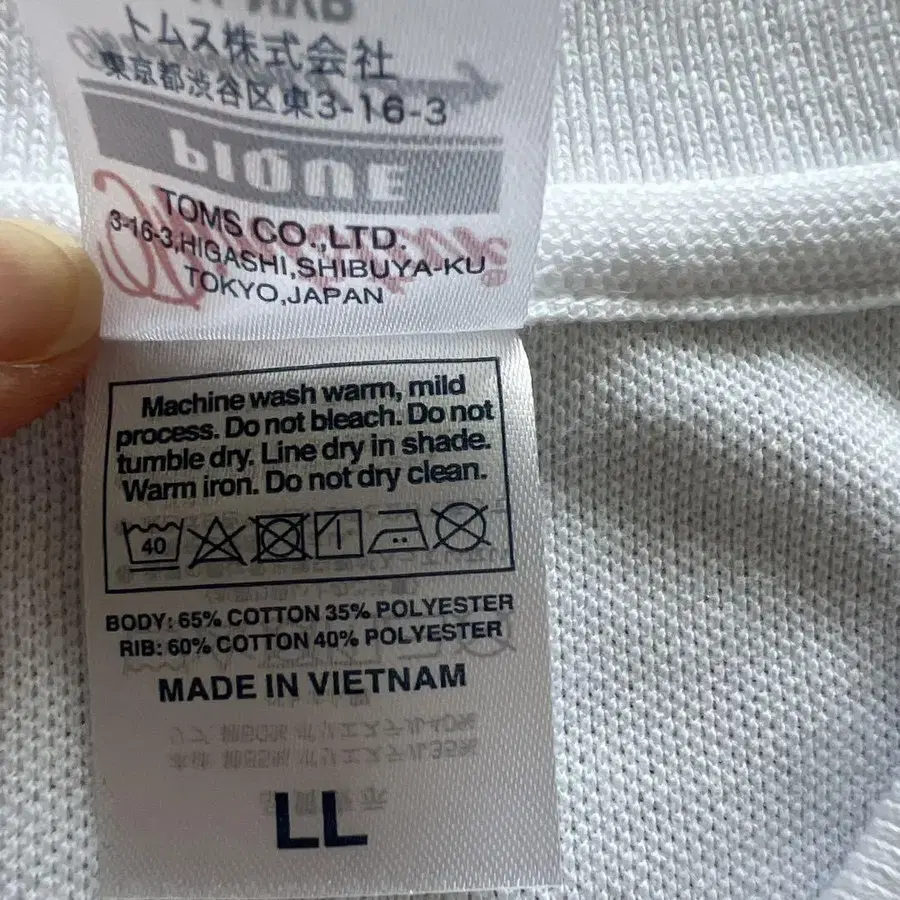 トムス株式会社
東京都渋谷区東3-16-3
TOMS CO.,LTD.
3-16-3,HIGASHI,SHIBUYA-KU
TOKYO,JAPAN
Machine wash warm, mild
process. Do not bleach. Do not
tumble dry. Line dry in shade.
Warm iron. Do not dry clean.
40
BODY: 65% COTTON 35% POLYESTER
RIB: 60% COTTON 40% POLYESTER
MADE IN VIETNAM
LL